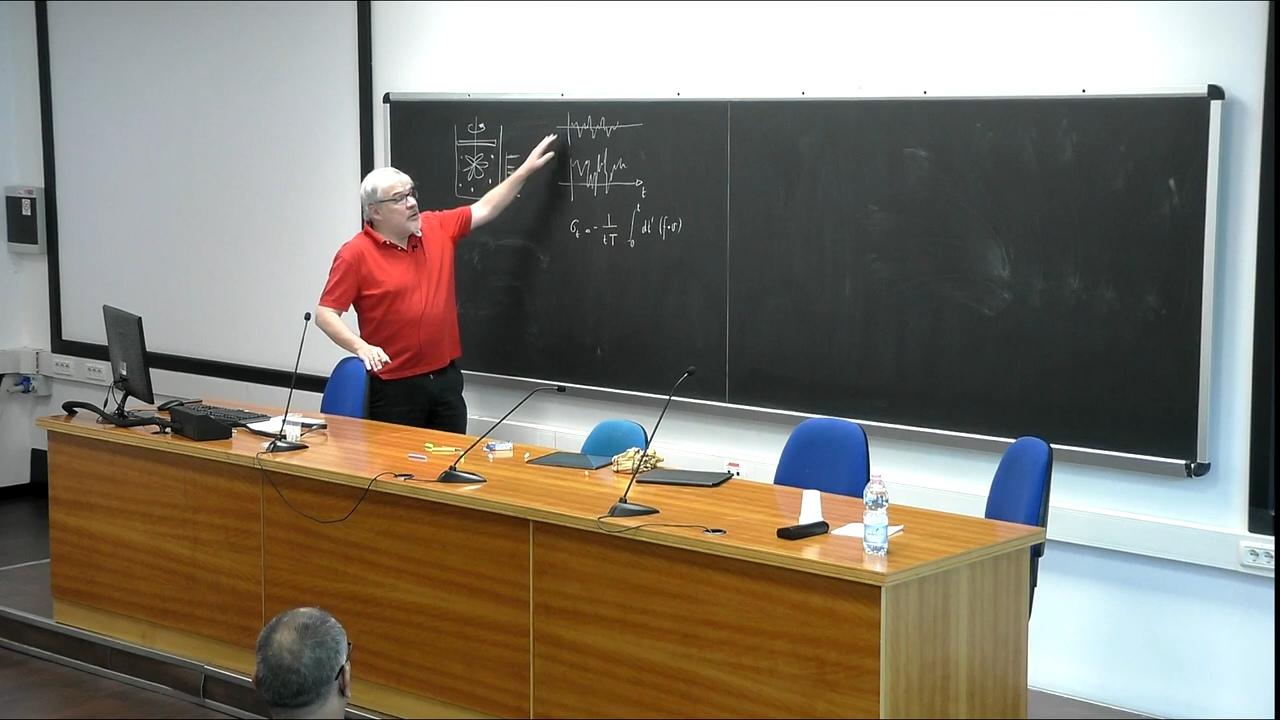 t
σ_t = - 1/(tT) ∫_0^t dt' (f∘v)